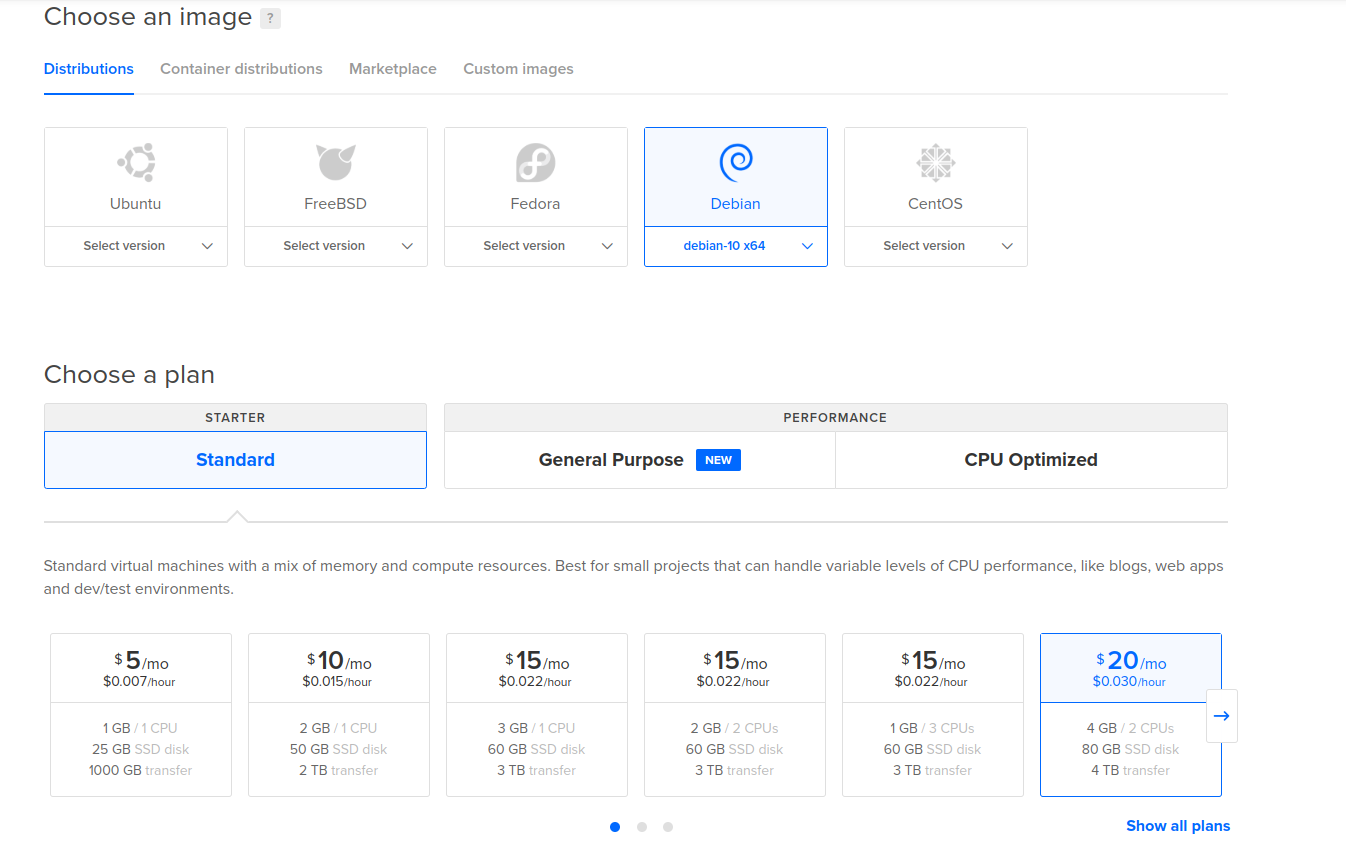 Choose an image ?
Distributions Container distributions Marketplace Custom images
Ubuntu
Select version
FreeBSD
Select version
Fedora
Select version
Debian
debian-10 x64
CentOS
Select version
Choose a plan
STARTER
Standard
PERFORMANCE
General Purpose NEW
CPU Optimized
Standard virtual machines with a mix of memory and compute resources. Best for small projects that can handle variable levels of CPU performance, like blogs, web apps
and dev/test environments.
$ 5/mo
$0.007/hour
1 GB / 1 CPU
25 GB SSD disk
1000 GB transfer
$ 10/mo
$0.015/hour
2 GB / 1 CPU
50 GB SSD disk
2 TB transfer
$ 15/mo
$0.022/hour
3 GB / 1 CPU
60 GB SSD disk
3 TB transfer
$ 15/mo
$0.022/hour
2 GB / 2 CPUs
60 GB SSD disk
3 TB transfer
$ 15/mo
$0.022/hour
1 GB / 3 CPUs
60 GB SSD disk
3 TB transfer
$ 20/mo
$0.030/hour
4 GB / 2 CPUs
80 GB SSD disk
4 TB transfer
Show all plans